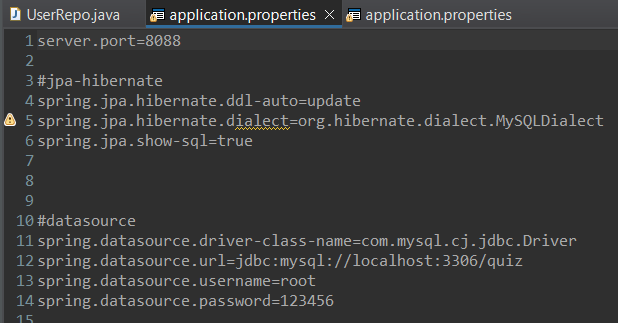 UserRepo.java application.properties application.properties
1 server.port=8088
2
3 #jpa-hibernate
4 spring.jpa.hibernate.ddl-auto=update
5 spring.jpa.hibernate.dialect=org.hibernate.dialect.MySQLDialect
6 spring.jpa.show-sql=true
7
8
9
10 #datasource
11 spring.datasource.driver-class-name=com.mysql.cj.jdbc.Driver
12 spring.datasource.url=jdbc:mysql://localhost:3306/quiz
13 spring.datasource.username=root
14 spring.datasource.password=123456
15